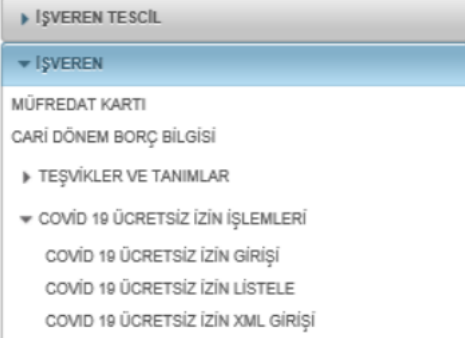 İŞVEREN TESCİL
İŞVEREN
MÜFREDAT KARTI
CARİ DÖNEM BORÇ BİLGİSİ
TEŞVİKLER VE TANIMLAR
COVİD 19 ÜCRETSİZ İZİN İŞLEMLERİ
COVİD 19 ÜCRETSİZ İZİN GİRİŞİ
COVİD 19 ÜCRETSİZ İZİN LİSTELE
COVID 19 ÜCRETSİZ İZİN XML GİRİŞİ